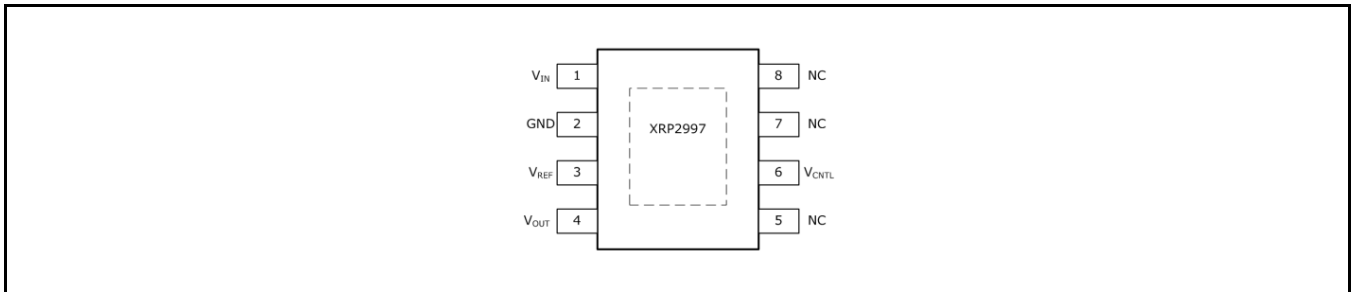 V_IN 1 8 NC
GND 2 7 NC
XRP2997
V_REF 3 6 V_CNTL
V_OUT 4 5 NC